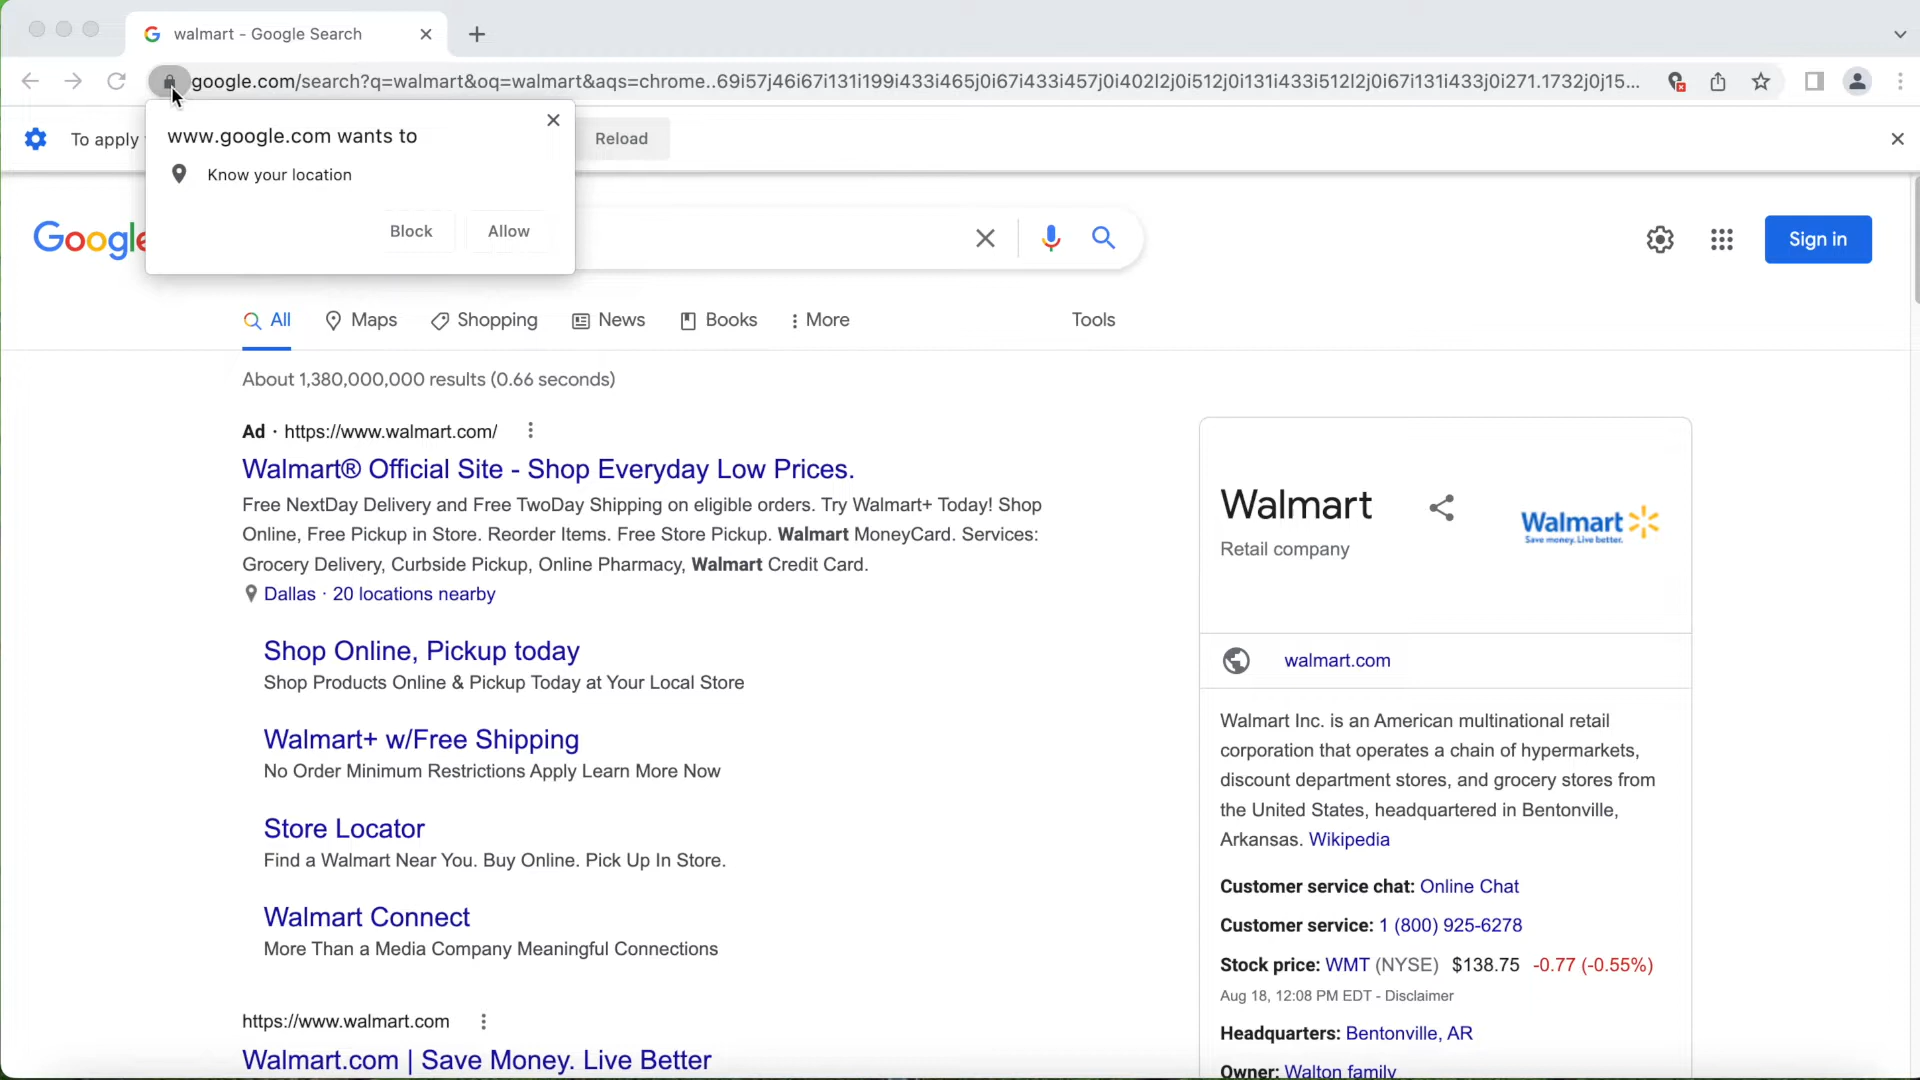 walmart - Google Search
google.com/search?q=walmart&oq=walmart&aqs=chrome..69i57j46i67i131i199i433i465j0i67i433i457j0i402l2j0i512j0i131i433i512l2j0i67i131i433j0i271.1732j0j15...
To apply
Reload
www.google.com wants to
Know your location
Block
Allow
Google
Sign in
All
Maps
Shopping
News
Books
More
Tools
About 1,380,000,000 results (0.66 seconds)
Ad · https://www.walmart.com/
Walmart® Official Site - Shop Everyday Low Prices.
Free NextDay Delivery and Free TwoDay Shipping on eligible orders. Try Walmart+ Today! Shop
Online, Free Pickup in Store. Reorder Items. Free Store Pickup. Walmart MoneyCard. Services:
Grocery Delivery, Curbside Pickup, Online Pharmacy, Walmart Credit Card.
Dallas · 20 locations nearby
Shop Online, Pickup today
Shop Products Online & Pickup Today at Your Local Store
Walmart+ w/Free Shipping
No Order Minimum Restrictions Apply Learn More Now
Store Locator
Find a Walmart Near You. Buy Online. Pick Up In Store.
Walmart Connect
More Than a Media Company Meaningful Connections
https://www.walmart.com
Walmart.com | Save Money. Live Better
Walmart
Retail company
Walmart
Save money. Live better.
walmart.com
Walmart Inc. is an American multinational retail
corporation that operates a chain of hypermarkets,
discount department stores, and grocery stores from
the United States, headquartered in Bentonville,
Arkansas. Wikipedia
Customer service chat: Online Chat
Customer service: 1 (800) 925-6278
Stock price: WMT (NYSE) $138.75 -0.77 (-0.55%)
Aug 18, 12:08 PM EDT - Disclaimer
Headquarters: Bentonville, AR
Owner: Walton family